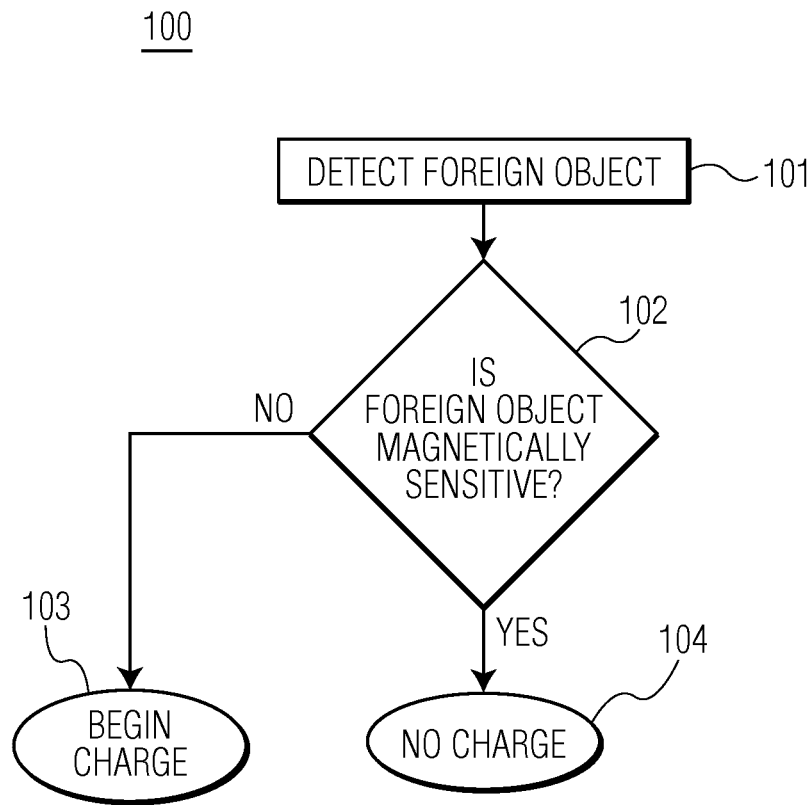 100
DETECT FOREIGN OBJECT
101
102
IS
FOREIGN OBJECT
MAGNETICALLY
SENSITIVE?
NO
YES
103
BEGIN
CHARGE
104
NO CHARGE